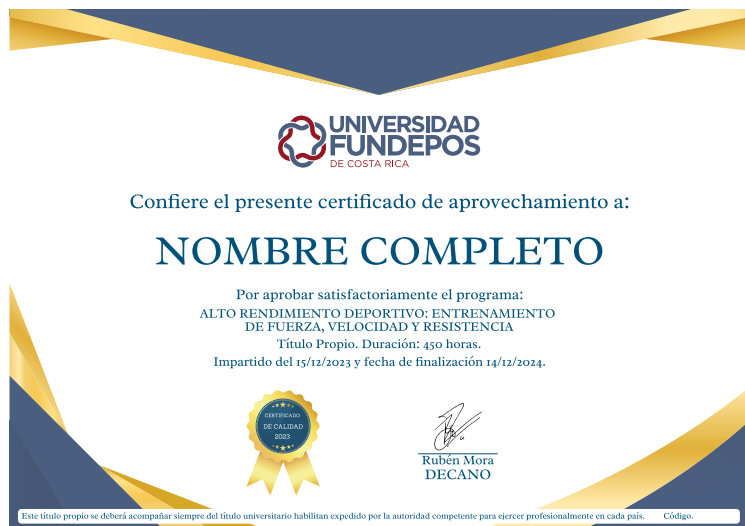 UNIVERSIDAD
FUNDEPOS
DE COSTA RICA
Confiere el presente certificado de aprovechamiento a:
NOMBRE COMPLETO
Por aprobar satisfactoriamente el programa:
ALTO RENDIMIENTO DEPORTIVO: ENTRENAMIENTO
DE FUERZA, VELOCIDAD Y RESISTENCIA
Título Propio. Duración: 450 horas.
Impartido del 15/12/2023 y fecha de finalización 14/12/2024.
CERTIFICADO
DE CALIDAD
2023
Rubén Mora
DECANO
Este título propio se deberá acompañar siempre del título universitario habilitan expedido por la autoridad competente para ejercer profesionalmente en cada país. Código.